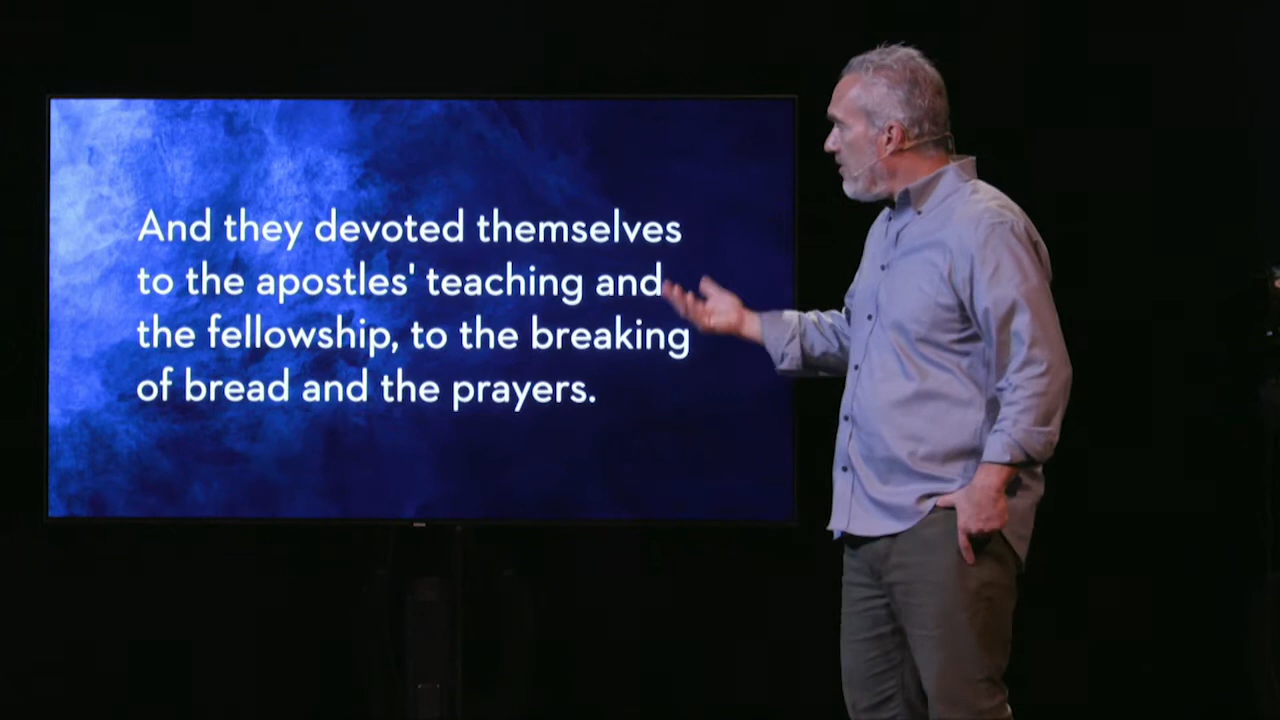 And they devoted themselves
to the apostles' teaching and
the fellowship, to the breaking
of bread and the prayers.